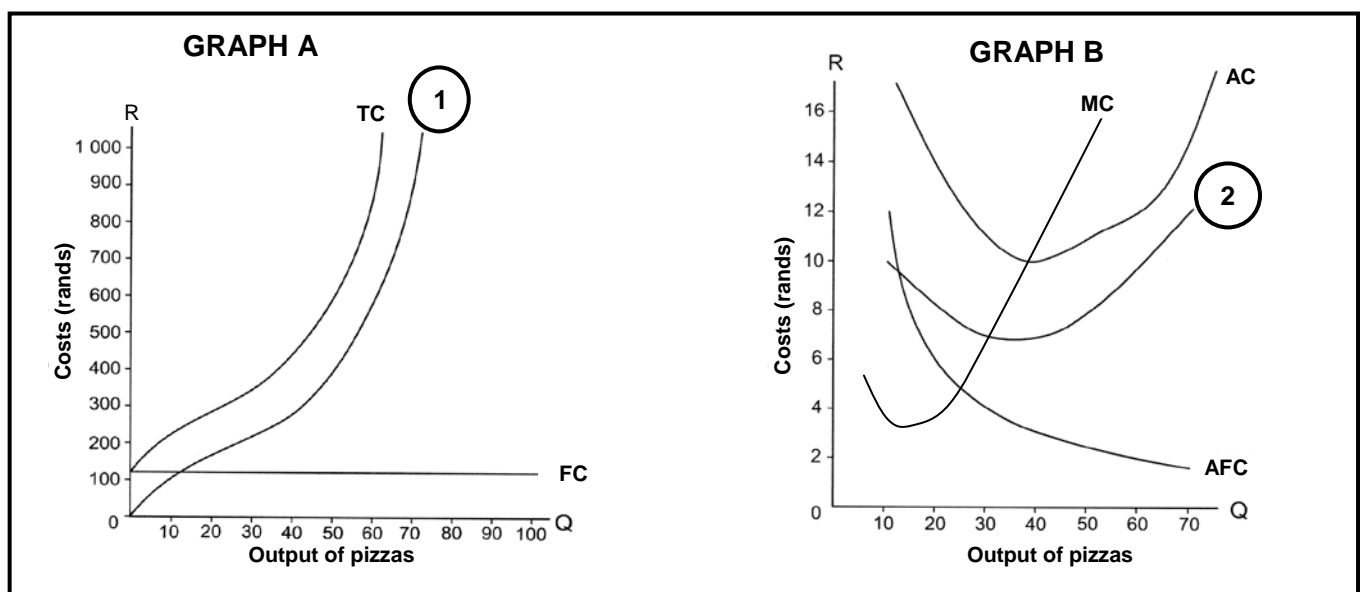 GRAPH A
R
TC
1
1 000
900
800
700
600
500
400
300
200
100
0
FC
10 20 30 40 50 60 70 80 90 100
Q
Costs (rands)
Output of pizzas
GRAPH B
R
AC
MC
2
16
14
12
10
8
6
4
2
0
AFC
10 20 30 40 50 60 70
Q
Costs (rands)
Output of pizzas